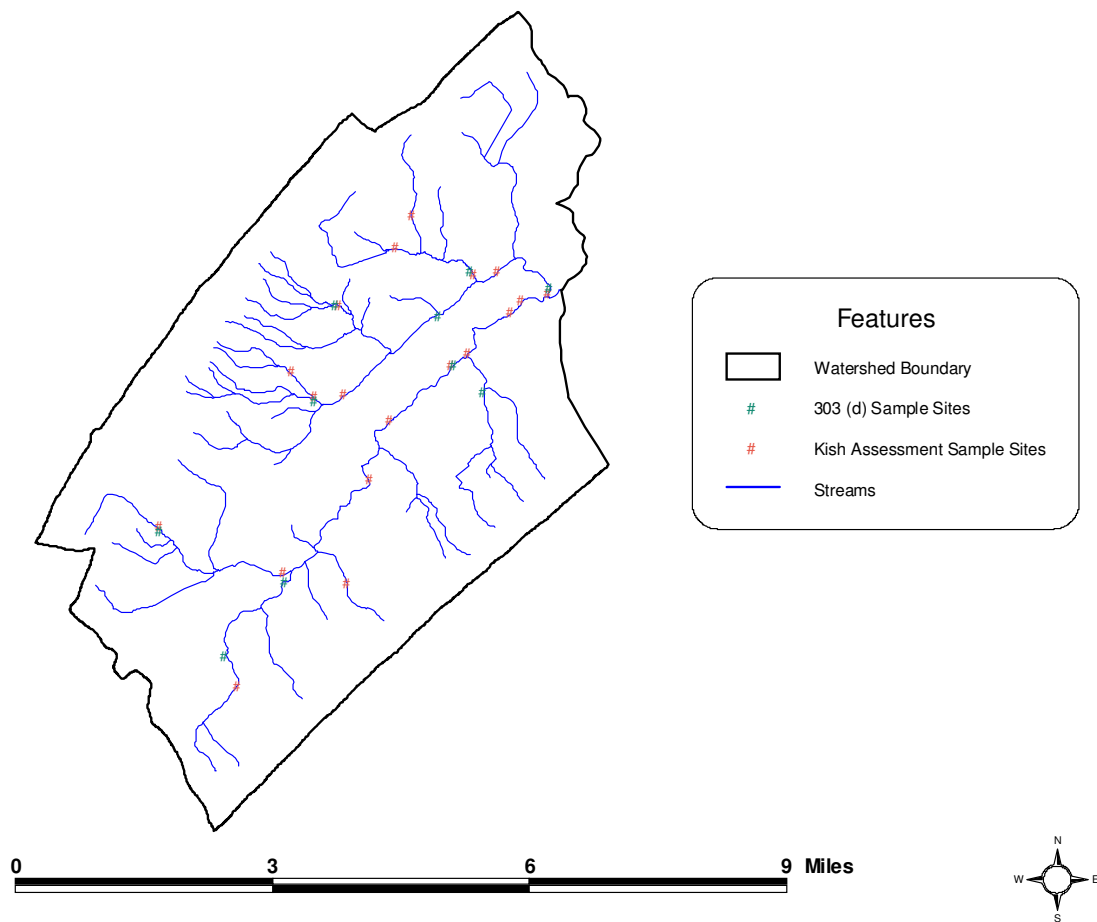 Features
Watershed Boundary
# 303 (d) Sample Sites
# Kish Assessment Sample Sites
Streams
0 3 6 9 Miles
N
W E
S